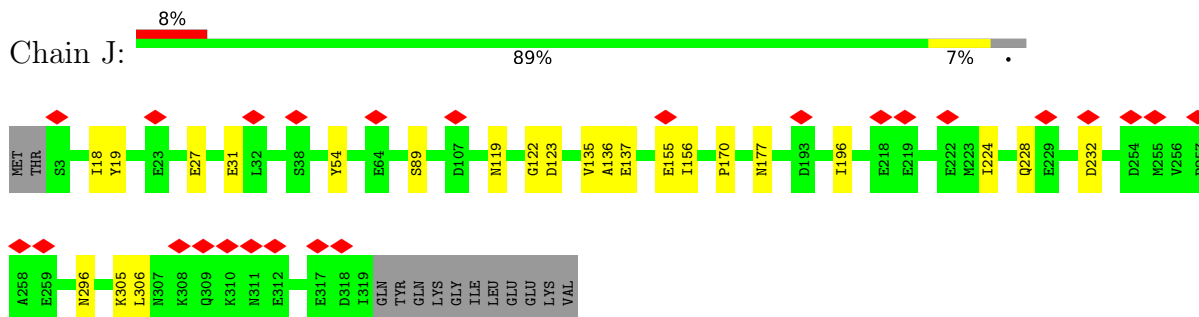 8%
Chain J:
89% 7% •
MET THR S3 I18 Y19 E23 E27 E31 L32 S38 Y54 E64 S89 D107 N119 G122 D123 V135 A136 E137 E155 I156 P170 N177 D193 I196 E218 E219 E222 M223 I224 Q228 E229 D232 D254 M255 V256
A258 E259 N296 K305 L306 N307 K308 Q309 K310 N311 E312 E317 D318 I319 GLN TYR GLN LYS GLY ILE LEU GLU GLU LYS VAL